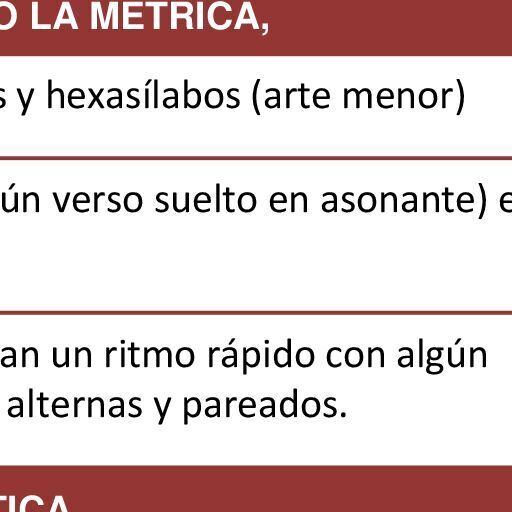 O LA METRICA,
s y hexasílabos (arte menor)
ún verso suelto en asonante) e
an un ritmo rápido con algún
alternas y pareados.
TICA